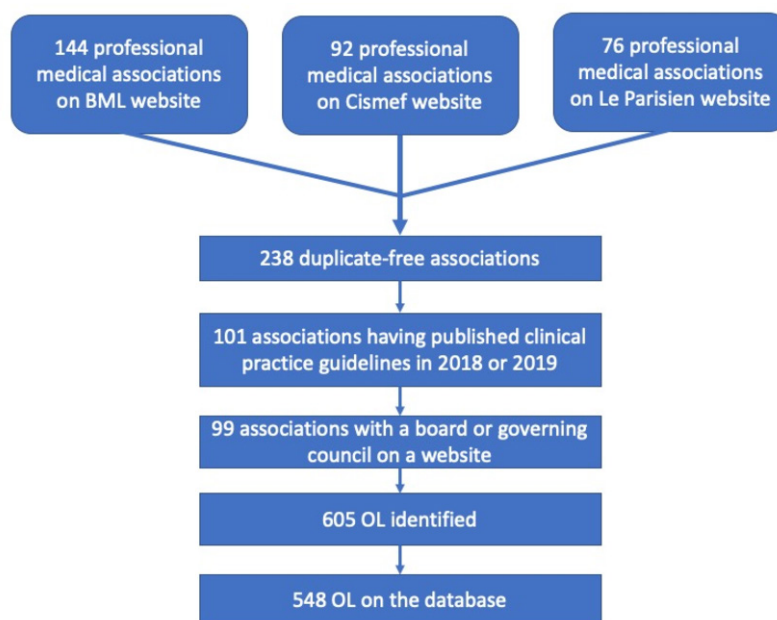 144 professional
medical associations
on BML website
92 professional
medical associations
on Cismef website
76 professional
medical associations
on Le Parisien website
238 duplicate-free associations
101 associations having published clinical
practice guidelines in 2018 or 2019
99 associations with a board or governing
council on a website
605 OL identified
548 OL on the database